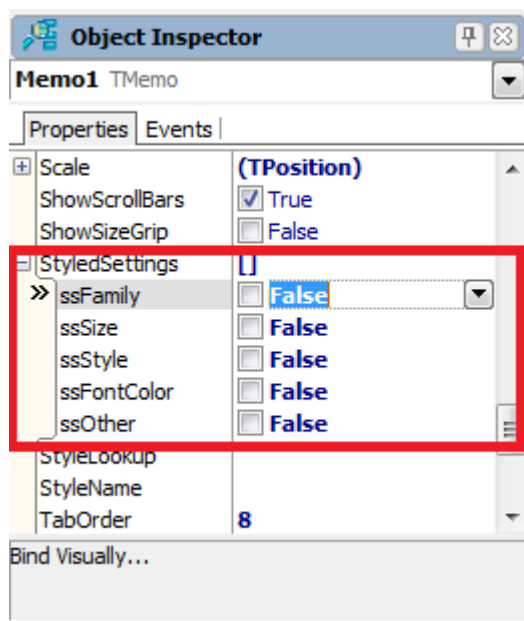 Object Inspector
Memo1 TMemo
Properties Events
Scale (TPosition)
ShowScrollBars True
ShowSizeGrip False
StyledSettings []
ssFamily False
ssSize False
ssStyle False
ssFontColor False
ssOther False
StyleLookup
StyleName
TabOrder 8
Bind Visually...